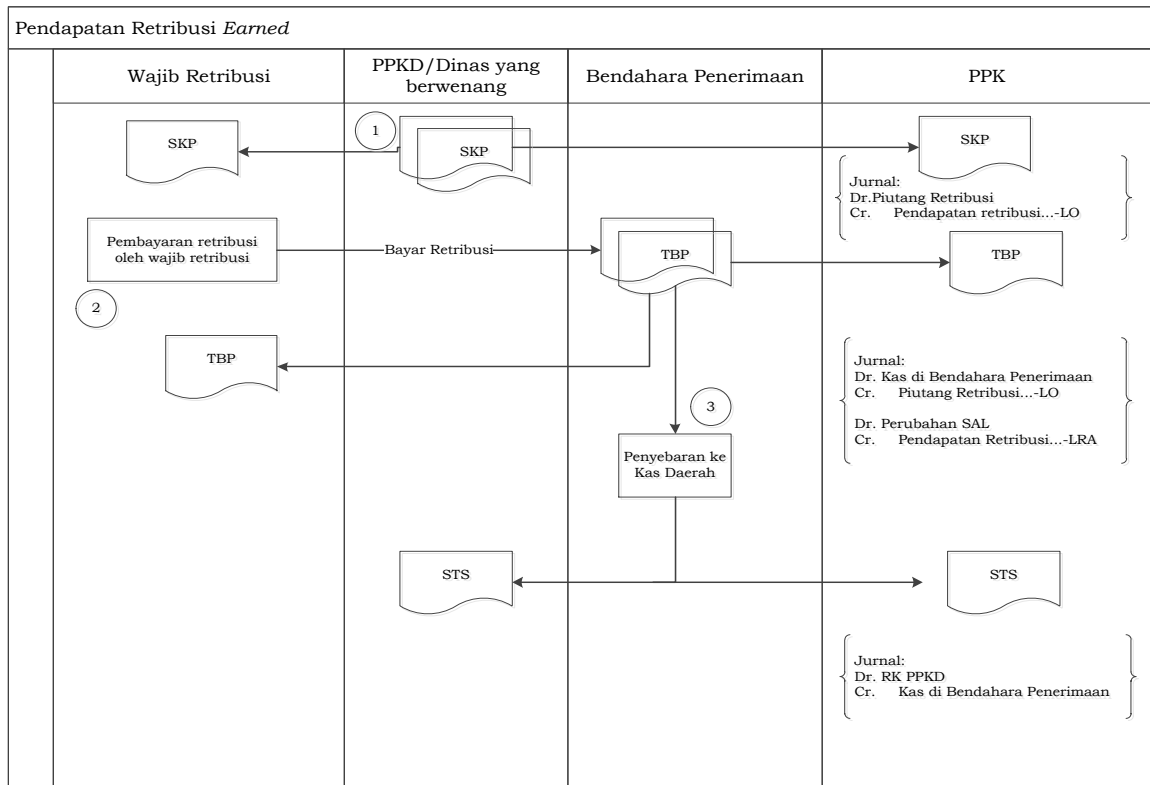 Pendapatan Retribusi Earned
Wajib Retribusi
PPKD/Dinas yang
berwenang
Bendahara Penerimaan
PPK
SKP
1
SKP
SKP
Jurnal:
Dr.Piutang Retribusi
Cr. Pendapatan retribusi...-LO
Pembayaran retribusi
oleh wajib retribusi
Bayar Retribusi
TBP
TBP
2
TBP
Jurnal:
Dr. Kas di Bendahara Penerimaan
Cr. Piutang Retribusi...-LO
Dr. Perubahan SAL
Cr. Pendapatan Retribusi...-LRA
3
Penyebaran ke
Kas Daerah
STS
STS
Jurnal:
Dr. RK PPKD
Cr. Kas di Bendahara Penerimaan